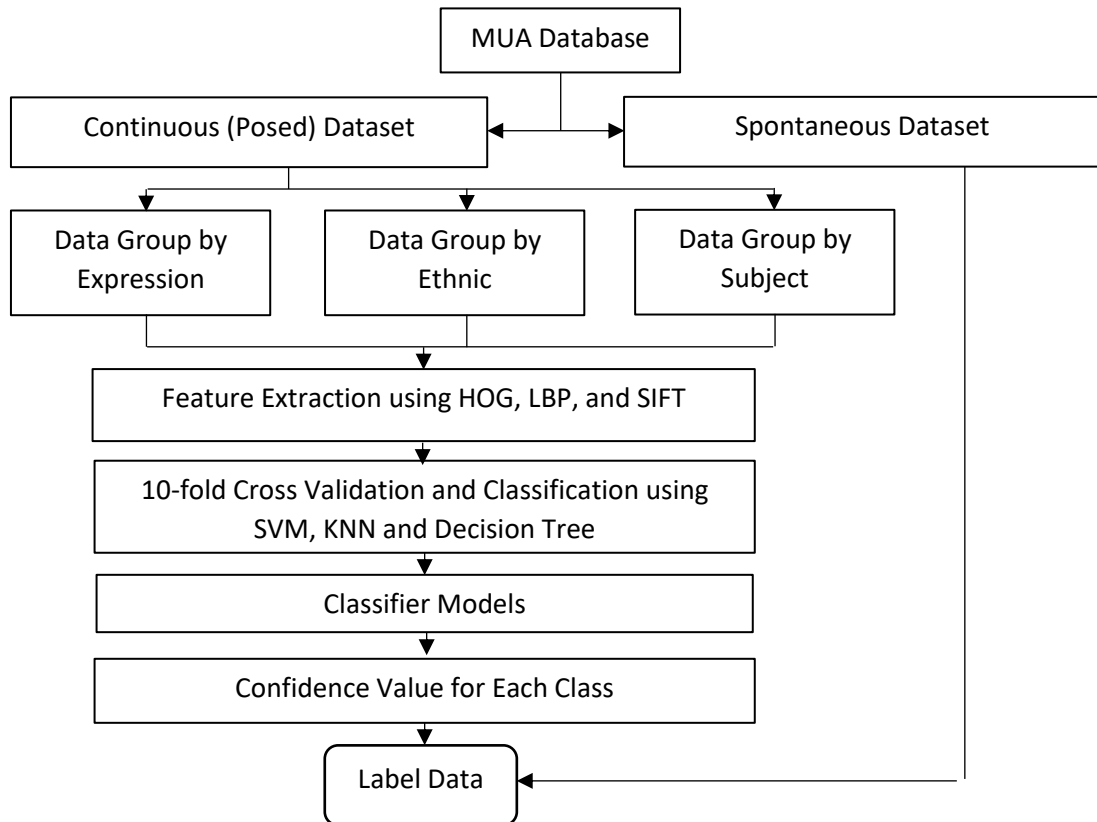 MUA Database
Continuous (Posed) Dataset
Spontaneous Dataset
Data Group by
Expression
Data Group by
Ethnic
Data Group by
Subject
Feature Extraction using HOG, LBP, and SIFT
10-fold Cross Validation and Classification using
SVM, KNN and Decision Tree
Classifier Models
Confidence Value for Each Class
Label Data